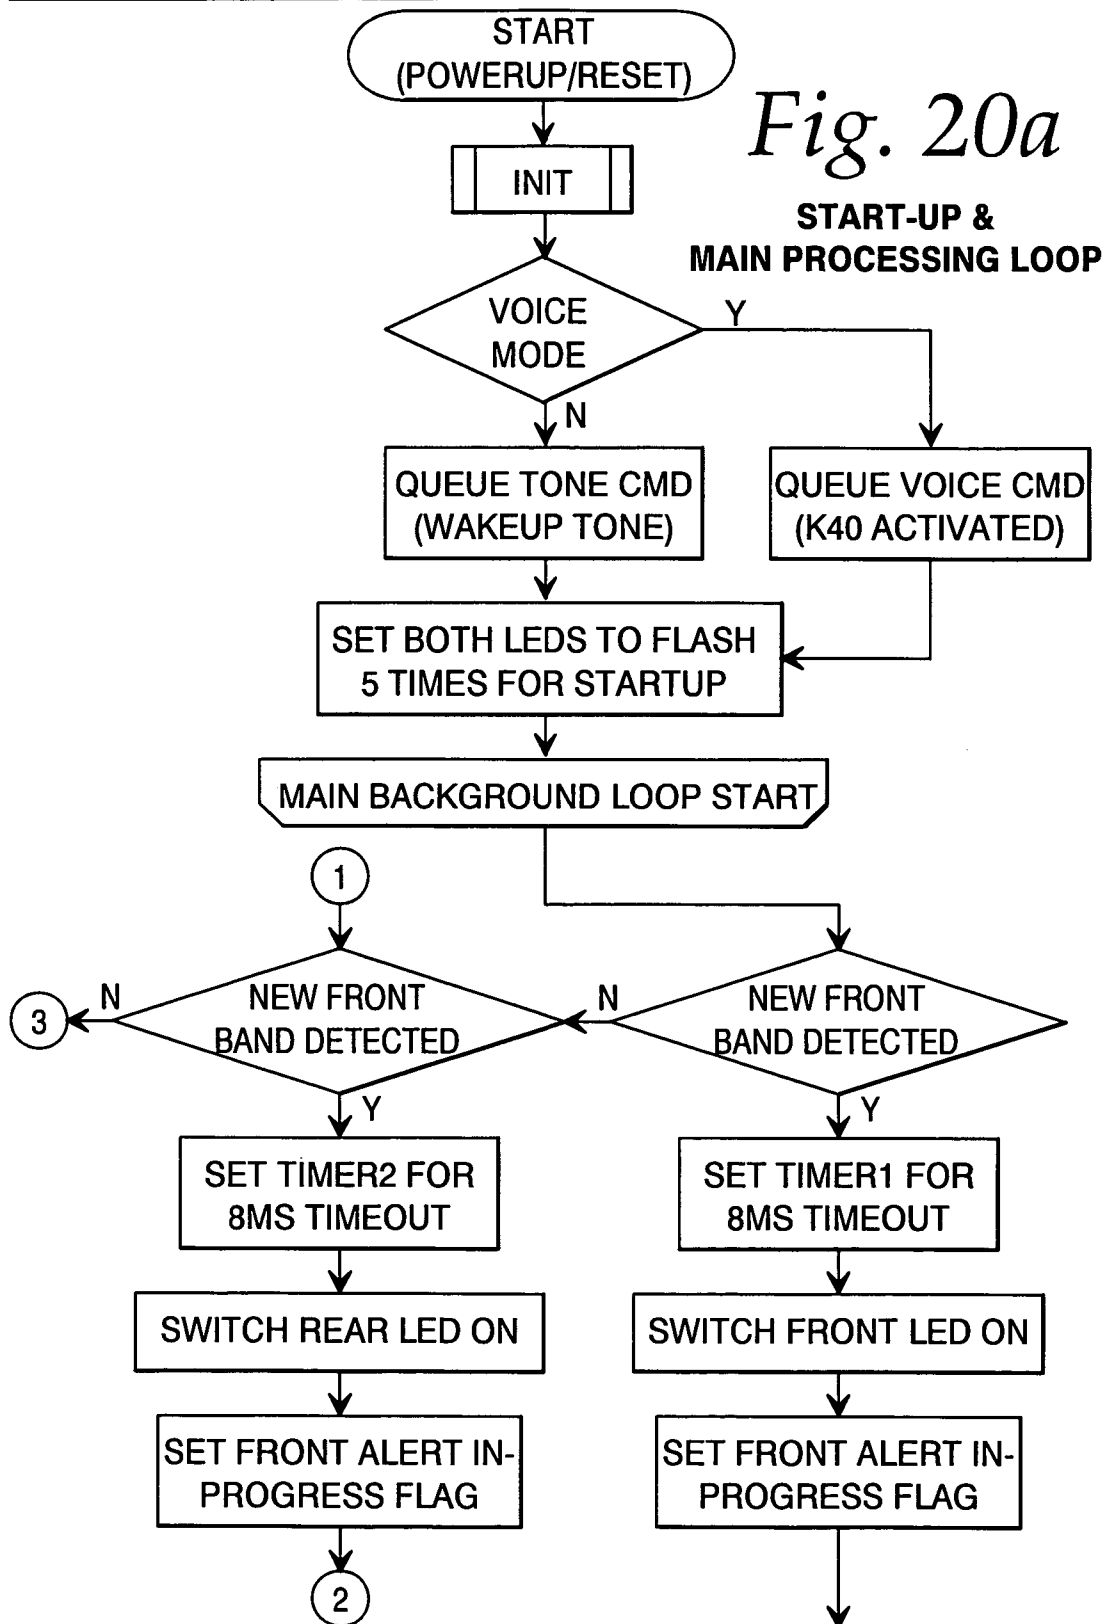 START
(POWERUP/RESET)
Fig. 20a
START-UP &
MAIN PROCESSING LOOP
INIT
VOICE
MODE
Y
N
QUEUE TONE CMD
(WAKEUP TONE)
QUEUE VOICE CMD
(K40 ACTIVATED)
SET BOTH LEDS TO FLASH
5 TIMES FOR STARTUP
MAIN BACKGROUND LOOP START
1
3
N
NEW FRONT
BAND DETECTED
N
NEW FRONT
BAND DETECTED
Y
Y
SET TIMER2 FOR
8MS TIMEOUT
SET TIMER1 FOR
8MS TIMEOUT
SWITCH REAR LED ON
SWITCH FRONT LED ON
SET FRONT ALERT IN-
PROGRESS FLAG
SET FRONT ALERT IN-
PROGRESS FLAG
2